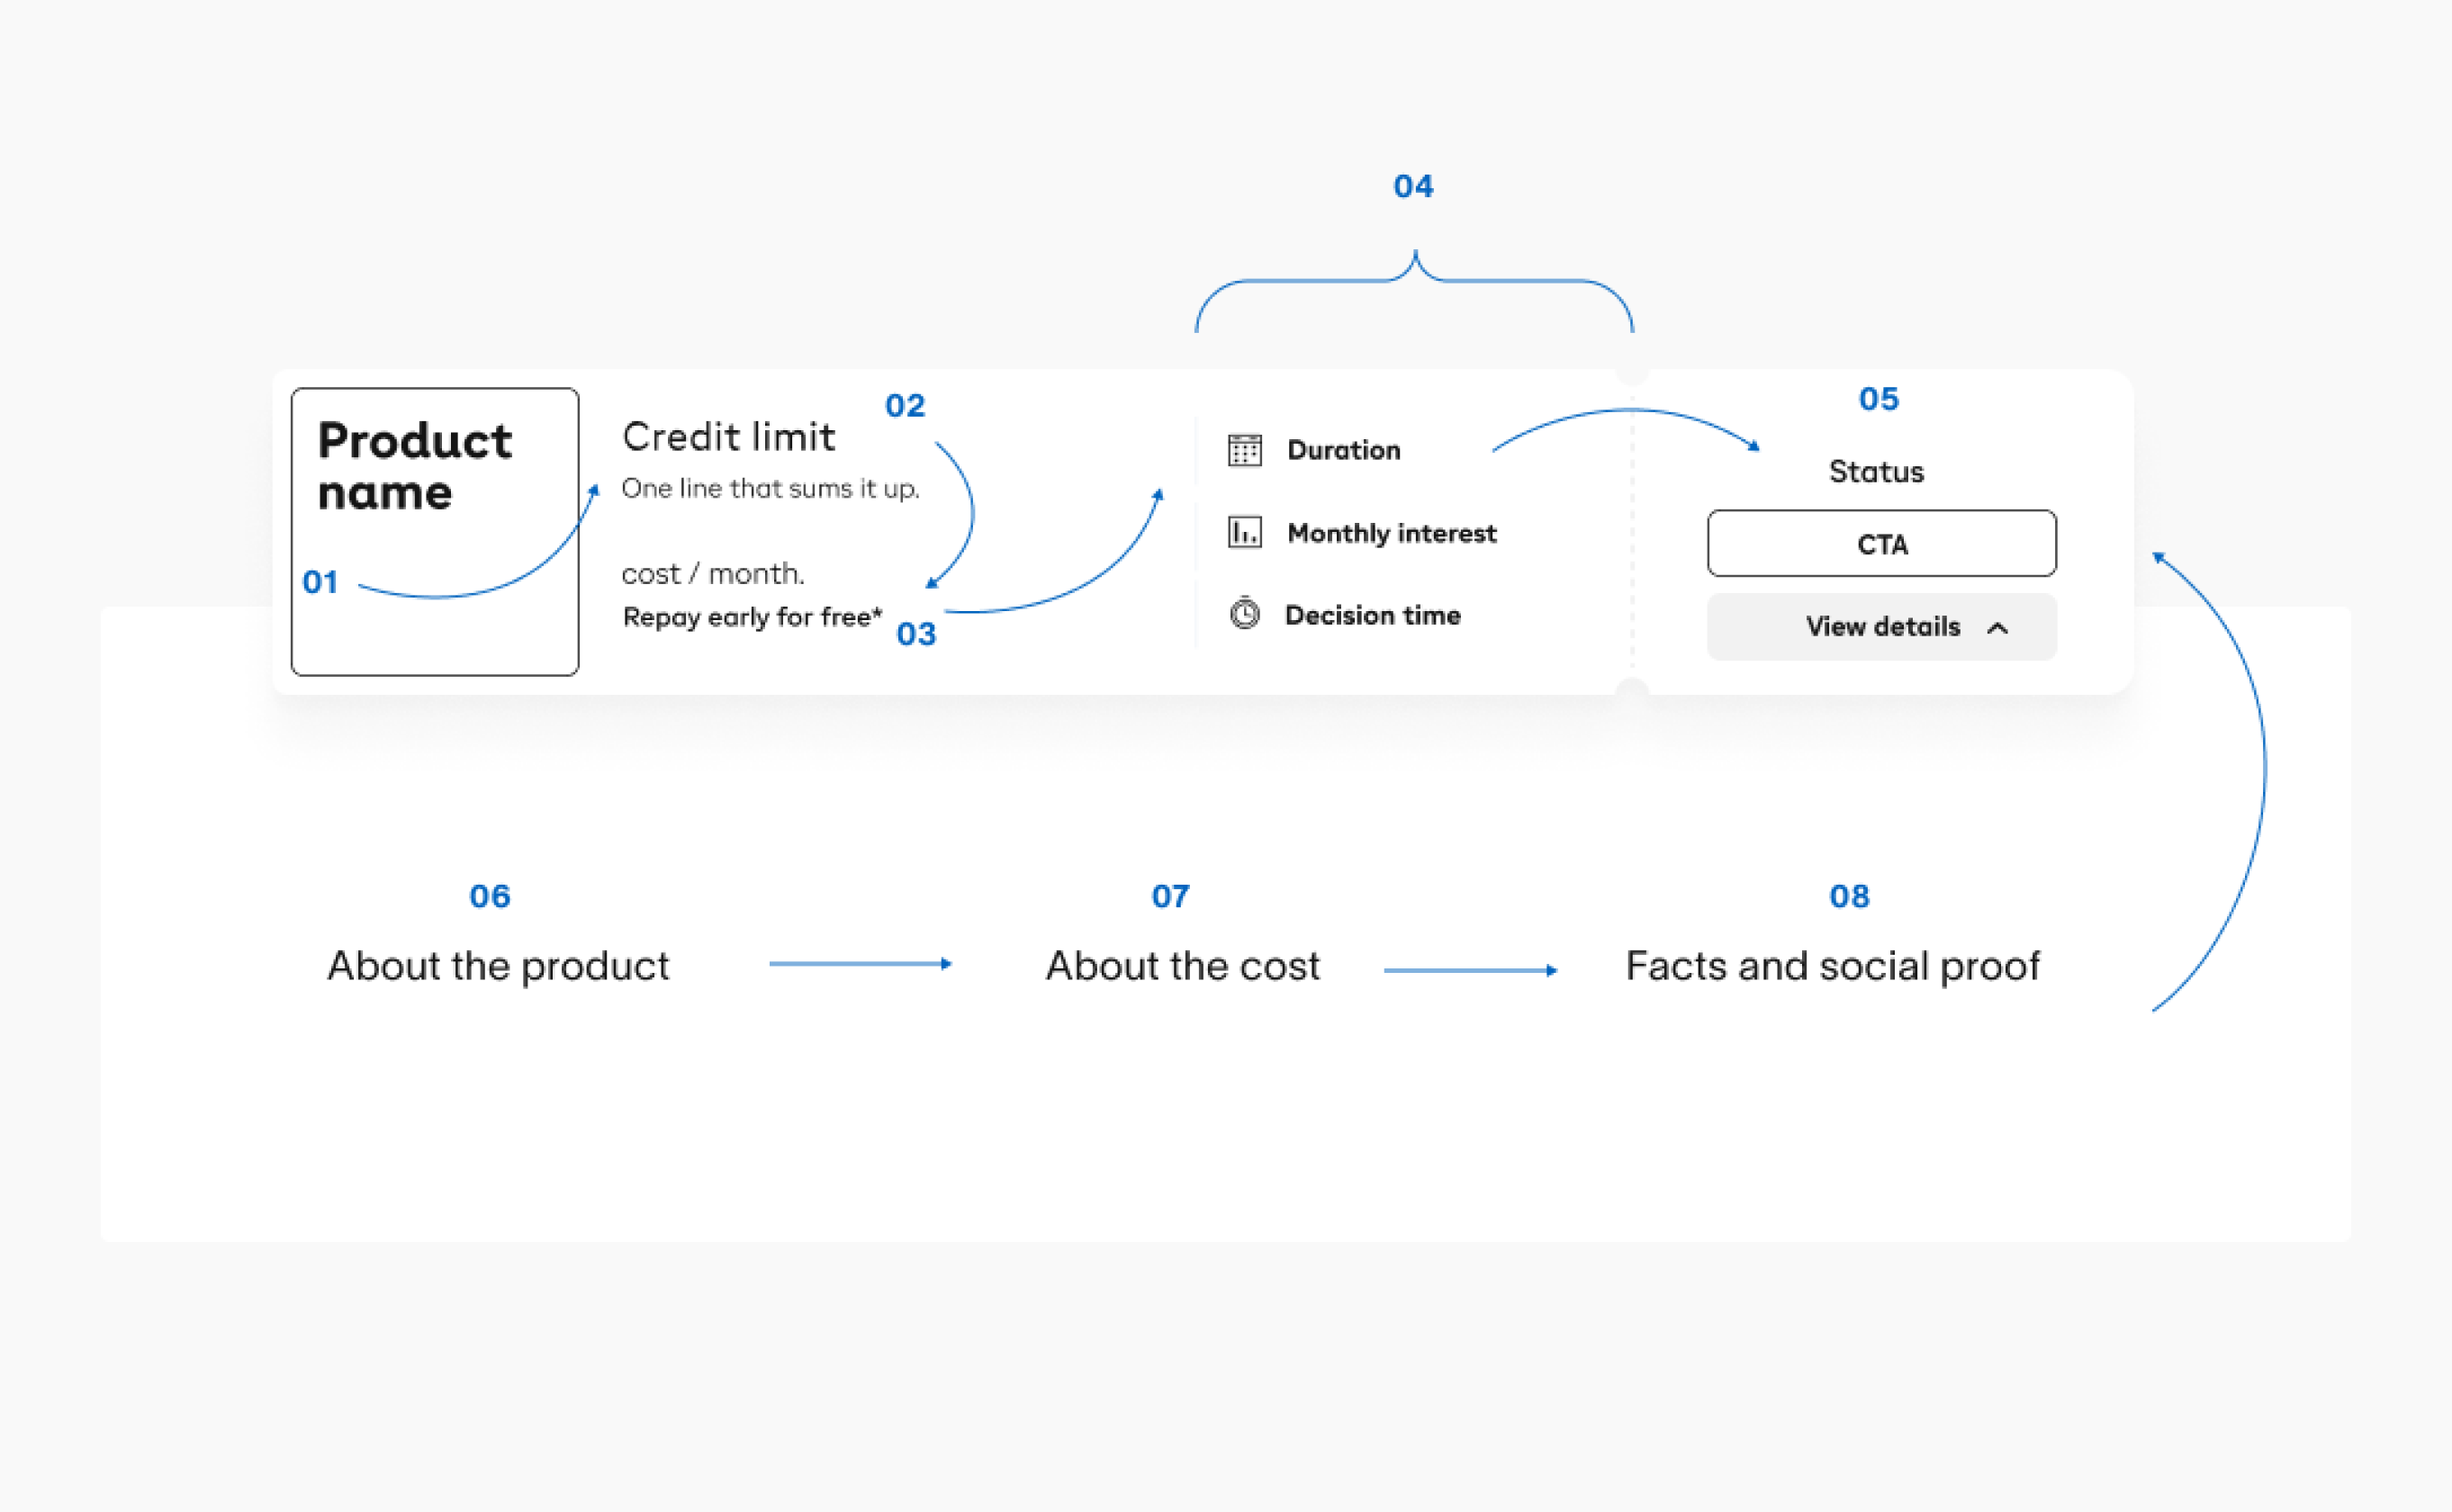 04
Product
name
01
Credit limit
02
One line that sums it up.
cost / month.
Repay early for free*
03
Duration
Monthly interest
Decision time
05
Status
CTA
View details
06
About the product
07
About the cost
08
Facts and social proof